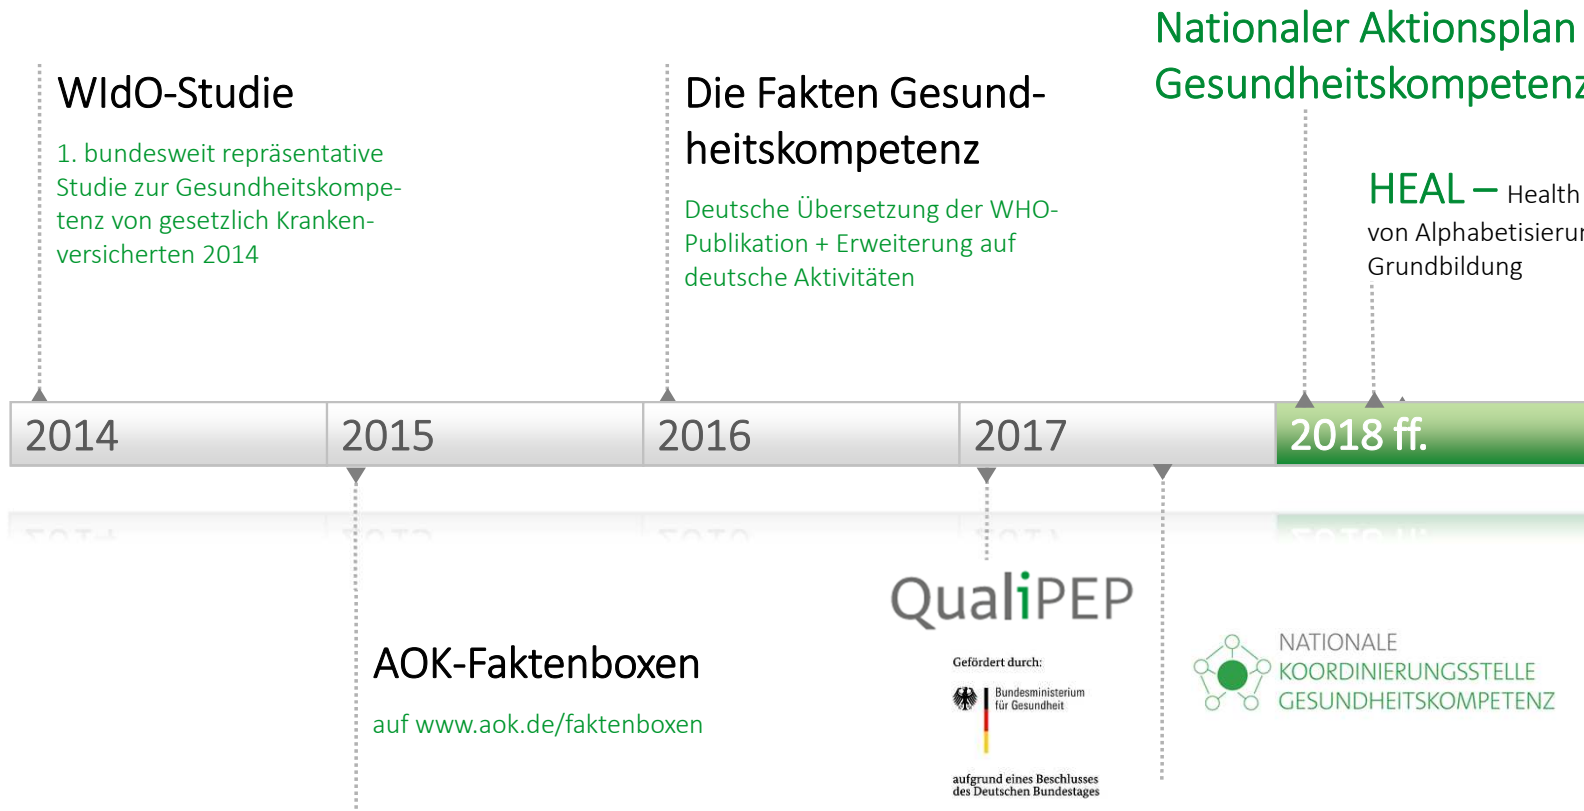 Nationaler Aktionsplan
Gesundheitskompetenz
WIdO-Studie
1. bundesweit repräsentative
Studie zur Gesundheitskompe-
tenz von gesetzlich Kranken-
versicherten 2014
Die Fakten Gesund-
heitskompetenz
Deutsche Übersetzung der WHO-
Publikation + Erweiterung auf
deutsche Aktivitäten
HEAL – Health
von Alphabetisierun
Grundbildung
2014
2015
2016
2017
2018 ff.
AOK-Faktenboxen
auf www.aok.de/faktenboxen
QualiPEP
Gefördert durch:
Bundesministerium
für Gesundheit
aufgrund eines Beschlusses
des Deutschen Bundestages
NATIONALE
KOORDINIERUNGSSTELLE
GESUNDHEITSKOMPETENZ